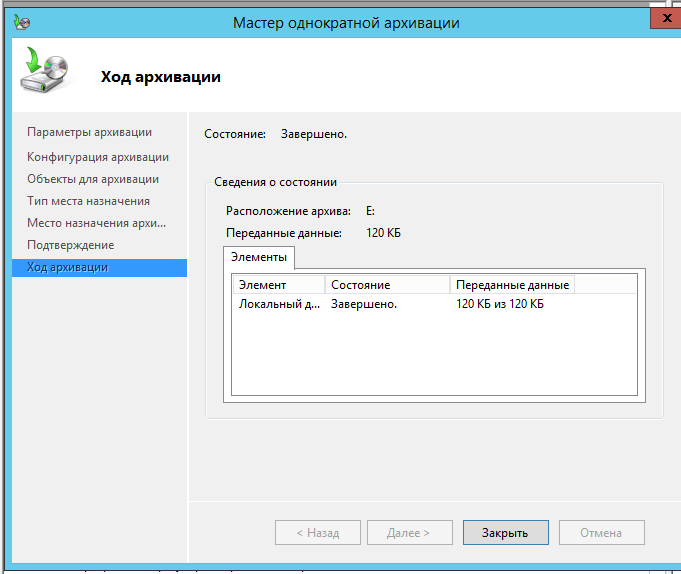 Мастер однократной архивации
x
Ход архивации
Параметры архивации
Конфигурация архивации
Объекты для архивации
Тип места назначения
Место назначения архи...
Подтверждение
Ход архивации
Состояние: Завершено.
Сведения о состоянии
Расположение архива: E:
Переданные данные: 120 КБ
Элементы
Элемент Состояние Переданные данные
Локальный д... Завершено. 120 КБ из 120 КБ
< Назад Далее > Закрыть Отмена